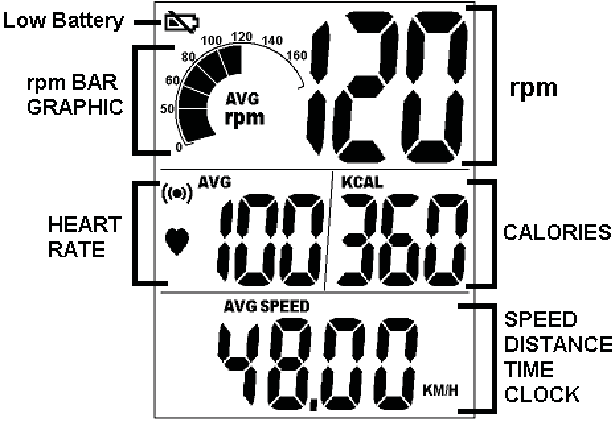 Low Battery
rpm BAR
GRAPHIC
0
50
60
80
100
120
140
160
AVG
rpm
120
rpm
HEART
RATE
AVG
100
KCAL
360
CALORIES
AVG SPEED
48.00
KM/H
SPEED
DISTANCE
TIME
CLOCK